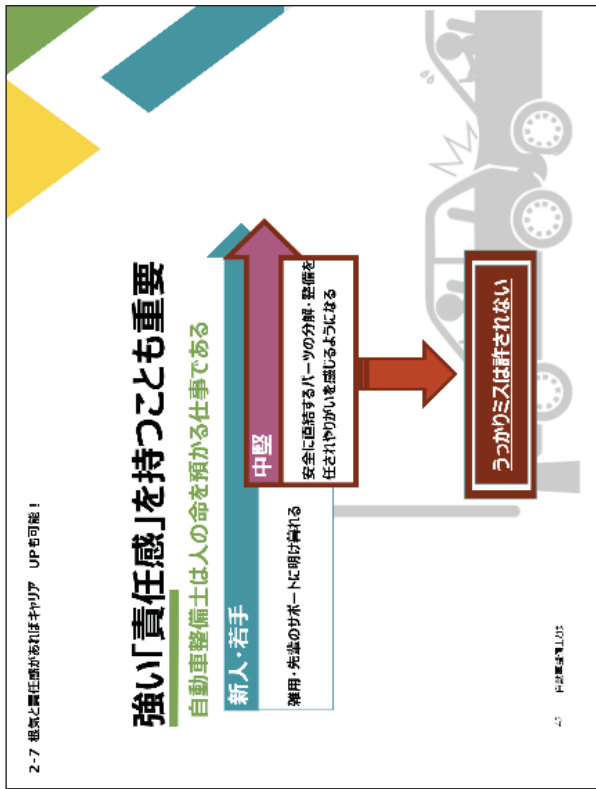 2-7 根気と責任感があればキャリア UPも可能！
強い「責任感」を持つことも重要
自動車整備士は人の命を預かる仕事である
新人・若手
雑用・先輩のサポートに明け暮れる
中堅
安全に直結するパーツの分解・整備を
任されやりがいを感じるようになる
うっかりミスは許されない